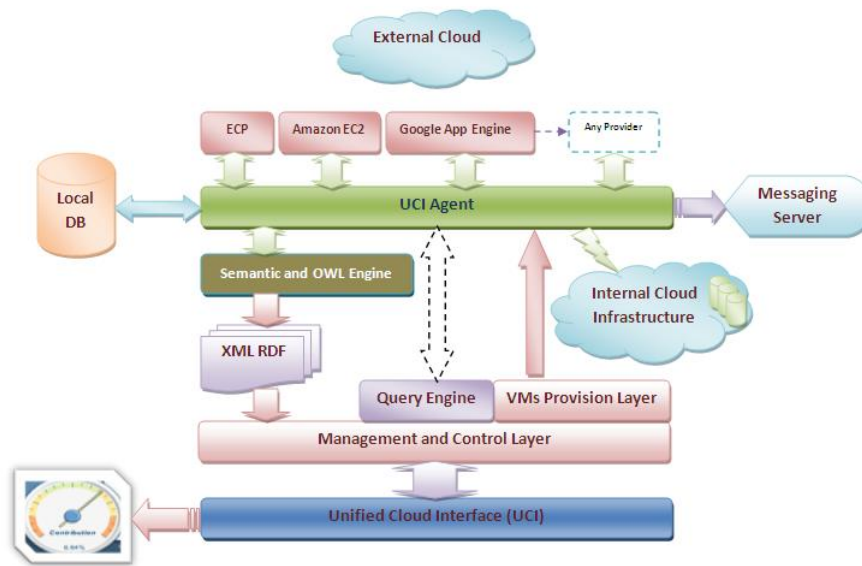 External Cloud
ECP
Amazon EC2
Google App Engine
Any Provider
Local
DB
UCI Agent
Messaging
Server
Semantic and OWL Engine
Internal Cloud
Infrastructure
XML RDF
Query Engine
VMs Provision Layer
Management and Control Layer
Contribution
Unified Cloud Interface (UCI)